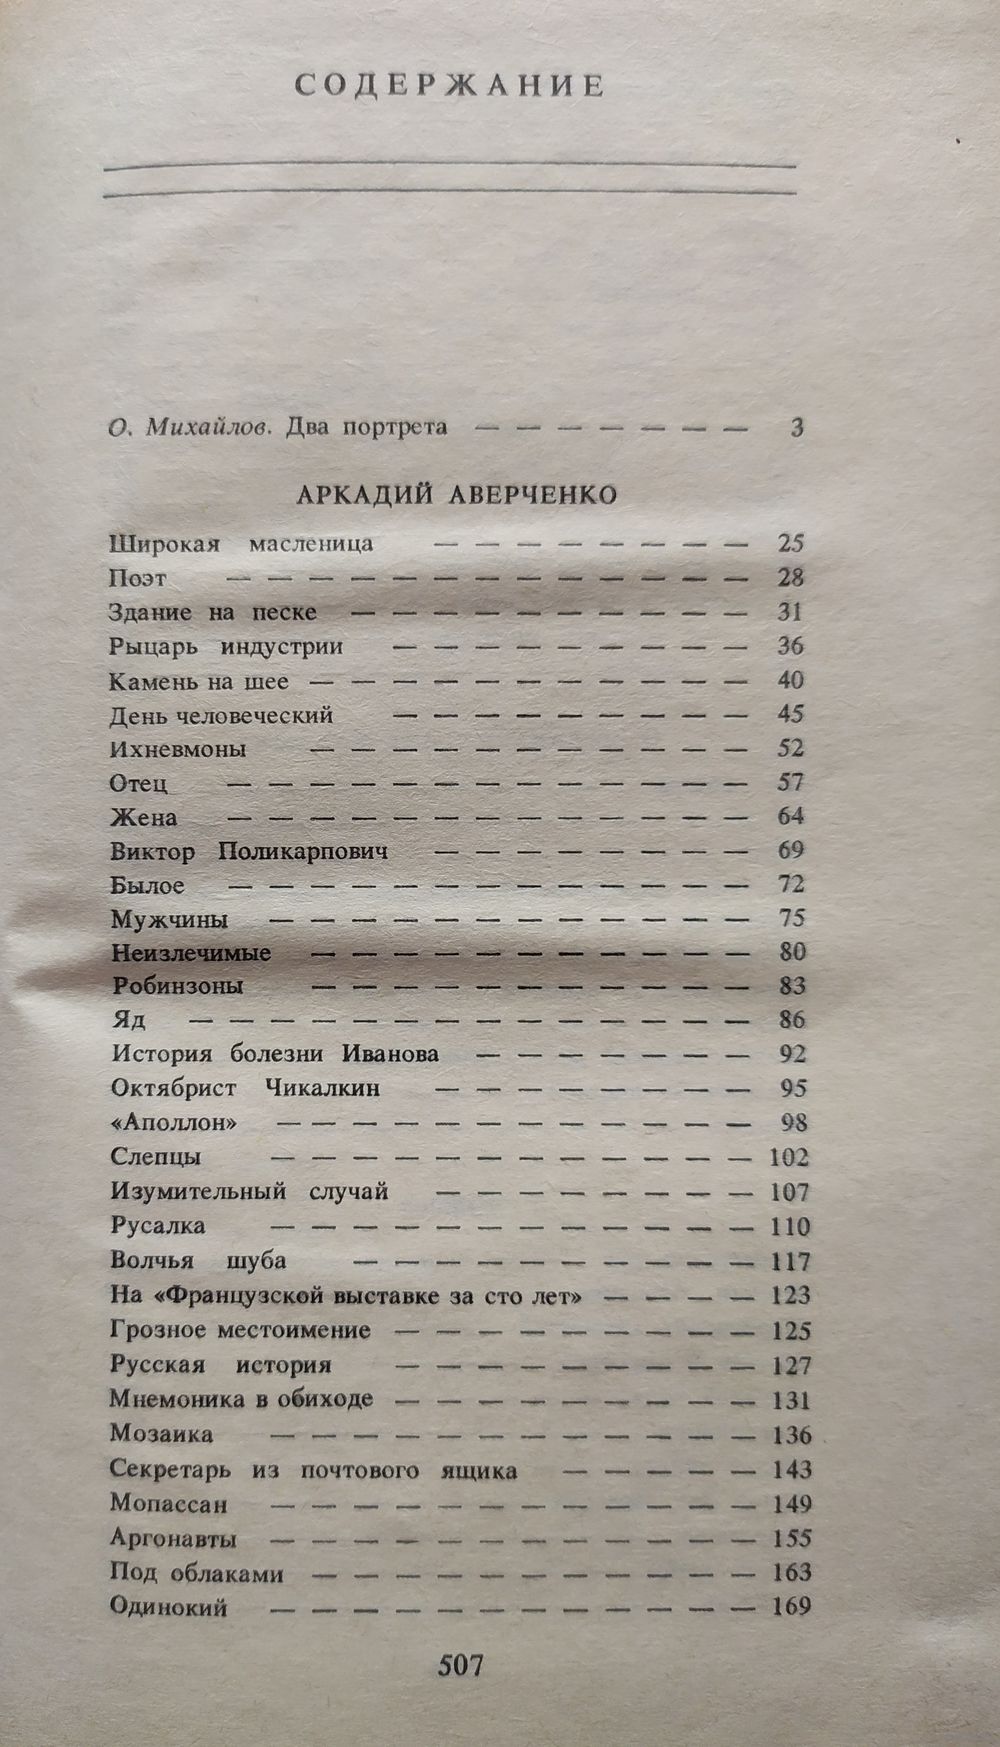 СОДЕРЖАНИЕ
О. Михайлов. Два портрета — — — — — — — 3
АРКАДИЙ АВЕРЧЕНКО
Широкая масленица — — — — — — — — 25
Поэт — — — — — — — — — — — — — 28
Здание на песке — — — — — — — — — — 31
Рыцарь индустрии — — — — — — — — — 36
Камень на шее — — — — — — — — — — — 40
День человеческий — — — — — — — — — 45
Ихневмоны — — — — — — — — — — — 52
Отец — — — — — — — — — — — — — 57
Жена — — — — — — — — — — — — — 64
Виктор Поликарпович — — — — — — — — 69
Былое — — — — — — — — — — — — — 72
Мужчины — — — — — — — — — — — — 75
Неизлечимые — — — — — — — — — — — 80
Робинзоны — — — — — — — — — — — 83
Яд — — — — — — — — — — — — — — 86
История болезни Иванова — — — — — — — 92
Октябрист Чикалкин — — — — — — — — 95
«Аполлон» — — — — — — — — — — — — 98
Слепцы — — — — — — — — — — — — 102
Изумительный случай — — — — — — — — 107
Русалка — — — — — — — — — — — — 110
Волчья шуба — — — — — — — — — — 117
На «Французской выставке за сто лет» — — — — 123
Грозное местоимение — — — — — — — — — 125
Русская история — — — — — — — — — 127
Мнемоника в обиходе — — — — — — — — — 131
Мозаика — — — — — — — — — — — — 136
Секретарь из почтового ящика — — — — — 143
Мопассан — — — — — — — — — — — — 149
Аргонавты — — — — — — — — — — — — 155
Под облаками — — — — — — — — — — — 163
Одинокий — — — — — — — — — — — — 169
507